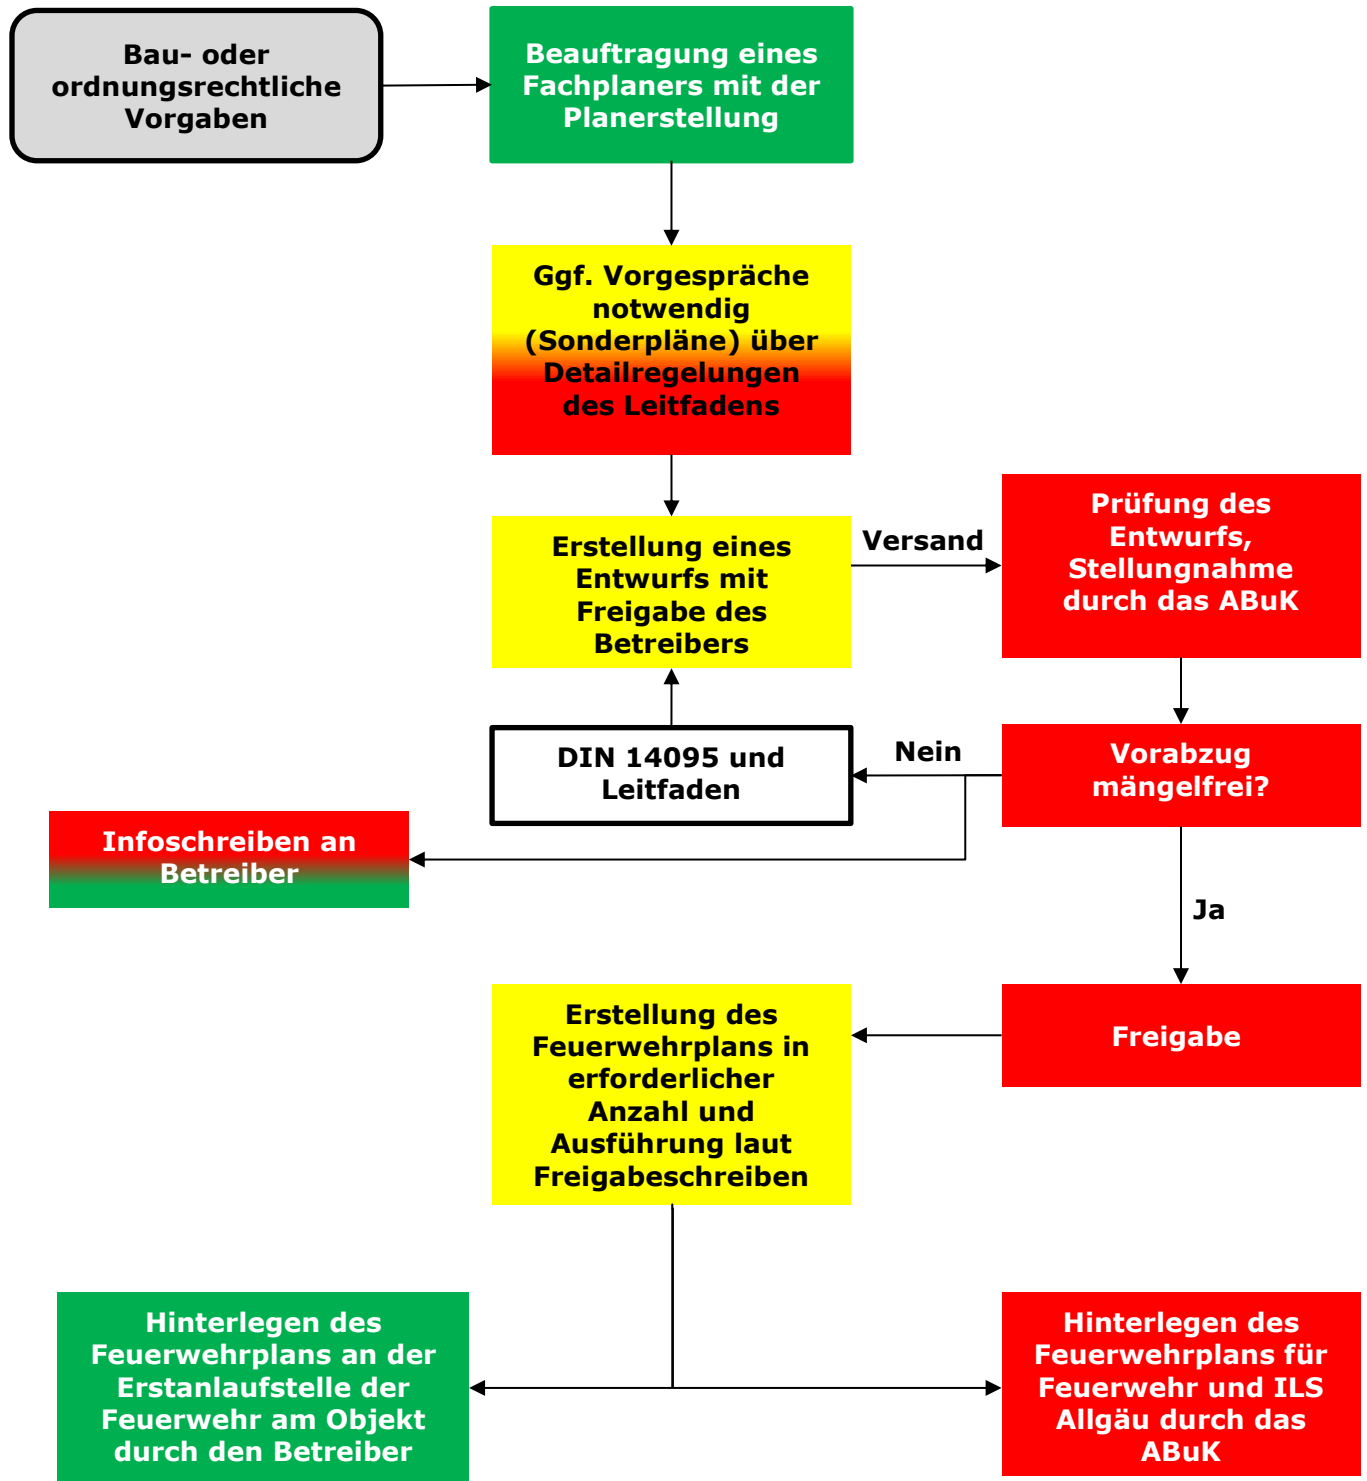 Bau- oder
ordnungsrechtliche
Vorgaben
Beauftragung eines
Fachplaners mit der
Planerstellung
Ggf. Vorgespräche
notwendig
(Sonderpläne) über
Detailregelungen
des Leitfadens
Erstellung eines
Entwurfs mit
Freigabe des
Betreibers
Versand
Prüfung des
Entwurfs,
Stellungnahme
durch das ABuK
DIN 14095 und
Leitfaden
Nein
Vorabzug
mängelfrei?
Infoschreiben an
Betreiber
Ja
Erstellung des
Feuerwehrplans in
erforderlicher
Anzahl und
Ausführung laut
Freigabeschreiben
Freigabe
Hinterlegen des
Feuerwehrplans an der
Erstanlaufstelle der
Feuerwehr am Objekt
durch den Betreiber
Hinterlegen des
Feuerwehrplans für
Feuerwehr und ILS
Allgäu durch das
ABuK